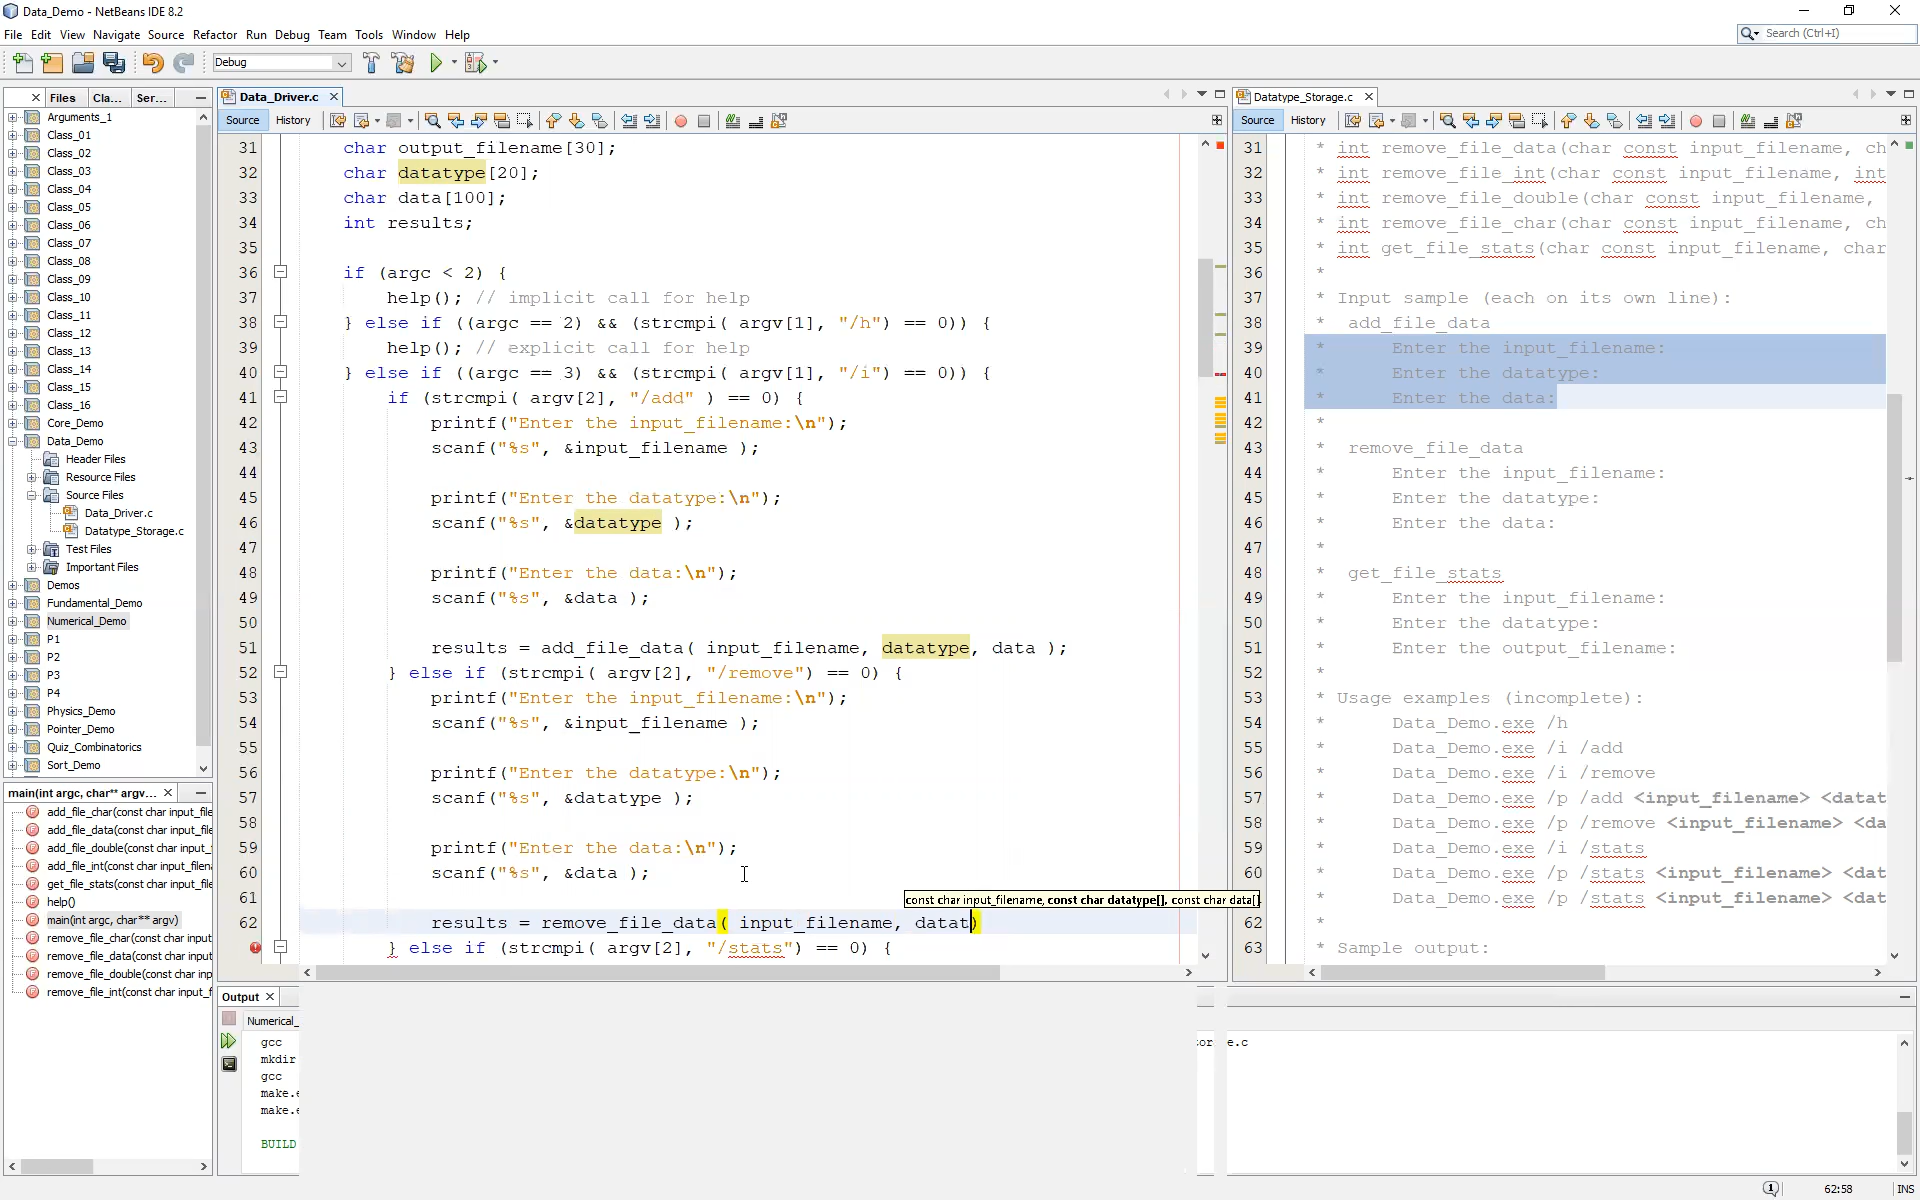 Data_Demo - NetBeans IDE 8.2
File Edit View Navigate Source Refactor Run Debug Team Tools Window Help
Search (Ctrl+I)
Debug
Files Cla... Ser...
Arguments_1
Class_01
Class_02
Class_03
Class_04
Class_05
Class_06
Class_07
Class_08
Class_09
Class_10
Class_11
Class_12
Class_13
Class_14
Class_15
Class_16
Core_Demo
Data_Demo
Header Files
Resource Files
Source Files
Data_Driver.c
Datatype_Storage.c
Test Files
Important Files
Demos
Fundamental_Demo
Numerical_Demo
P1
P2
P3
P4
Physics_Demo
Pointer_Demo
Quiz_Combinatorics
Sort_Demo
main(int argc, char** argv...
add_file_char(const char input_file
add_file_data(const char input_file
add_file_double(const char input_
add_file_int(const char input_filena
get_file_stats(const char input_file
help()
main(int argc, char** argv)
remove_file_char(const char input
remove_file_data(const char input
remove_file_double(const char inp
remove_file_int(const char input_f
Data_Driver.c
Source History
31 char output_filename[30];
32 char datatype[20];
33 char data[100];
34 int results;
35
36 if (argc < 2) {
37 help(); // implicit call for help
38 } else if ((argc == 2) && (strcmpi( argv[1], "/h") == 0)) {
39 help(); // explicit call for help
40 } else if ((argc == 3) && (strcmpi( argv[1], "/i") == 0)) {
41 if (strcmpi( argv[2], "/add" ) == 0) {
42 printf("Enter the input_filename:\n");
43 scanf("%s", &input_filename );
44
45 printf("Enter the datatype:\n");
46 scanf("%s", &datatype );
47
48 printf("Enter the data:\n");
49 scanf("%s", &data );
50
51 results = add_file_data( input_filename, datatype, data );
52 } else if (strcmpi( argv[2], "/remove") == 0) {
53 printf("Enter the input_filename:\n");
54 scanf("%s", &input_filename );
55
56 printf("Enter the datatype:\n");
57 scanf("%s", &datatype );
58
59 printf("Enter the data:\n");
60 scanf("%s", &data );
61
const char input_filename, const char datatype[], const char data[]
62 results = remove_file_data( input_filename, datat)
} else if (strcmpi( argv[2], "/stats") == 0) {
Datatype_Storage.c
Source History
31 * int remove_file_data(char const input_filename, ch
32 * int remove_file_int(char const input_filename, int
33 * int remove_file_double(char const input_filename,
34 * int remove_file_char(char const input_filename, ch
35 * int get_file_stats(char const input_filename, char
36 *
37 * Input sample (each on its own line):
38 * add_file_data
39 * Enter the input_filename:
40 * Enter the datatype:
41 * Enter the data:
42 *
43 * remove_file_data
44 * Enter the input_filename:
45 * Enter the datatype:
46 * Enter the data:
47 *
48 * get_file_stats
49 * Enter the input_filename:
50 * Enter the datatype:
51 * Enter the output_filename:
52 *
53 * Usage examples (incomplete):
54 * Data_Demo.exe /h
55 * Data_Demo.exe /i /add
56 * Data_Demo.exe /i /remove
57 * Data_Demo.exe /p /add <input_filename> <datat
58 * Data_Demo.exe /p /remove <input_filename> <da
59 * Data_Demo.exe /i /stats
60 * Data_Demo.exe /p /stats <input_filename> <dat
61 * Data_Demo.exe /p /stats <input_filename> <dat
62 *
63 * Sample output:
Output
Numerical_
gcc
mkdir
gcc
make.e
make.e
BUILD
e.c
62:58 INS